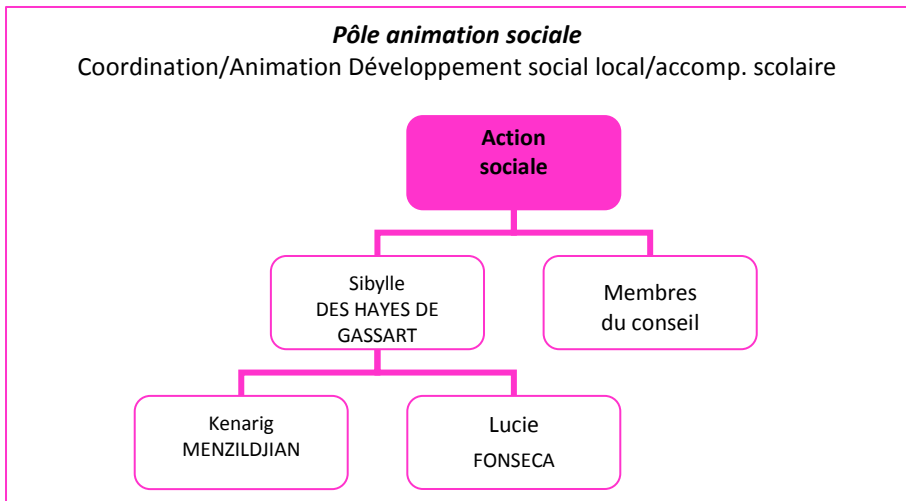 Pôle animation sociale
Coordination/Animation Développement social local/accomp. scolaire
Action
sociale
Sibylle
DES HAYES DE
GASSART
Membres
du conseil
Kenarig
MENZILDJIAN
Lucie
FONSECA